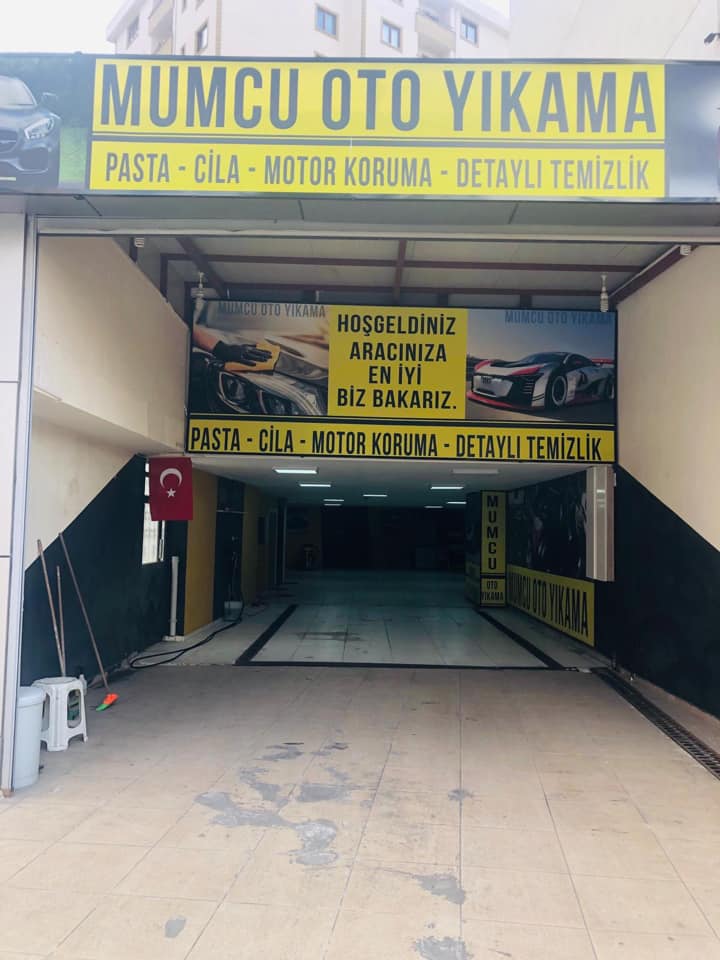 MUMCU OTO YIKAMA
PASTA - CİLA - MOTOR KORUMA - DETAYLI TEMİZLİK
MUMCU OTO YIKAMA
MUMCU OTO YIKAMA
HOŞGELDİNİZ
ARACINIZA
EN İYİ
BİZ BAKARIZ.
PASTA - CİLA - MOTOR KORUMA - DETAYLI TEMİZLİK
MUMCU
OTO
YIKAMA
MUMCU OTO YIKAMA